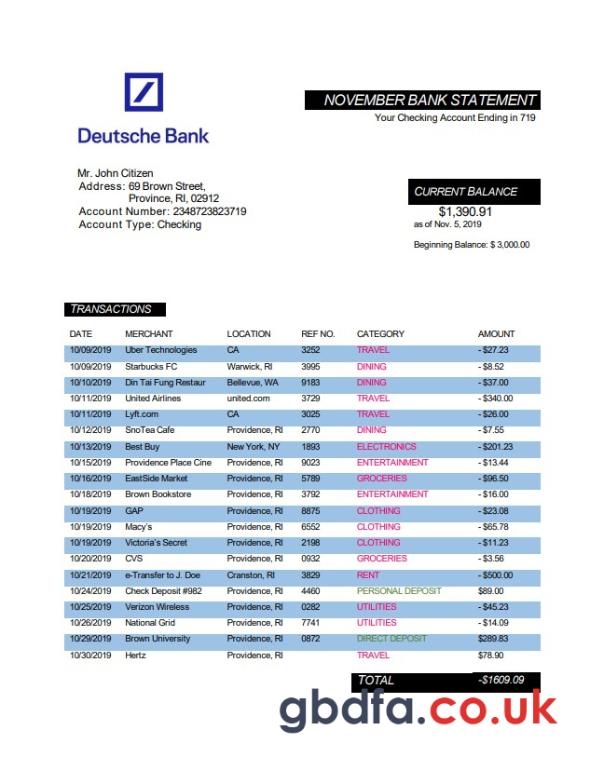 NOVEMBER BANK STATEMENT
Your Checking Account Ending in 719
Deutsche Bank
Mr. John Citizen
Address: 69 Brown Street,
Province, RI, 02912
Account Number: 2348723823719
Account Type: Checking
CURRENT BALANCE
$1,390.91
as of Nov. 5, 2019
Beginning Balance: $ 3,000.00
TRANSACTIONS
DATE MERCHANT LOCATION REF NO. CATEGORY AMOUNT
10/09/2019 Uber Technologies CA 3252 TRAVEL - $27.23
10/09/2019 Starbucks FC Warwick, RI 3995 DINING - $8.52
10/10/2019 Din Tai Fung Restaur Bellevue, WA 9183 DINING - $37.00
10/11/2019 United Airlines united.com 3729 TRAVEL - $340.00
10/11/2019 Lyft.com CA 3025 TRAVEL - $26.00
10/12/2019 SnoTea Cafe Providence, RI 2770 DINING - $7.55
10/13/2019 Best Buy New York, NY 1893 ELECTRONICS - $201.23
10/15/2019 Providence Place Cine Providence, RI 9023 ENTERTAINMENT - $13.44
10/16/2019 EastSide Market Providence, RI 5789 GROCERIES - $96.50
10/18/2019 Brown Bookstore Providence, RI 3792 ENTERTAINMENT - $16.00
10/19/2019 GAP Providence, RI 8875 CLOTHING - $23.08
10/19/2019 Macy's Providence, RI 6552 CLOTHING - $65.78
10/19/2019 Victoria's Secret Providence, RI 2198 CLOTHING - $11.23
10/20/2019 CVS Providence, RI 0932 GROCERIES - $3.56
10/21/2019 e-Transfer to J. Doe Cranston, RI 3829 RENT - $500.00
10/24/2019 Check Deposit #982 Providence, RI 4460 PERSONAL DEPOSIT $89.00
10/25/2019 Verizon Wireless Providence, RI 0282 UTILITIES - $45.23
10/26/2019 National Grid Providence, RI 7741 UTILITIES - $14.09
10/29/2019 Brown University Providence, RI 0872 DIRECT DEPOSIT $289.83
10/30/2019 Hertz Providence, RI TRAVEL $78.90
TOTAL -$1609.09
gbdfa.co.uk